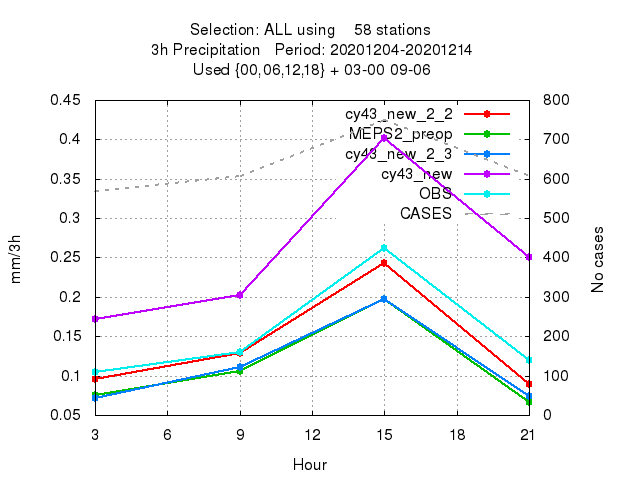 Selection: ALL using    58 stations
3h Precipitation   Period: 20201204-20201214
Used {00,06,12,18} + 03-00 09-06
0.45
0.4
0.35
0.3
0.25
0.2
0.15
0.1
0.05
800
700
600
500
400
300
200
100
0
cy43_new_2_2
MEPS2_preop
cy43_new_2_3
cy43_new
OBS
CASES
mm/3h
No cases
3 6 9 12 15 18 21
Hour